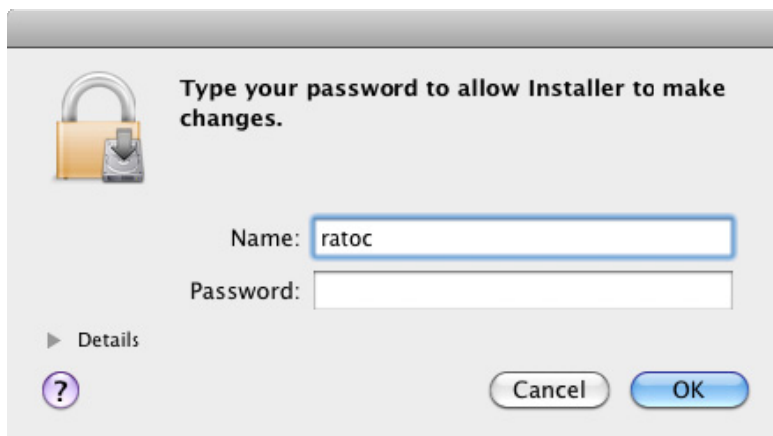 Type your password to allow Installer to make
changes.
Name: ratoc
Password:
Details
? Cancel OK